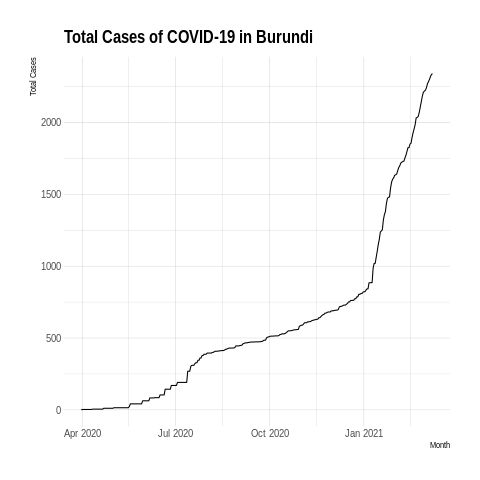 Total Cases of COVID-19 in Burundi
Total Cases
2000
1500
1000
500
0
Apr 2020 Jul 2020 Oct 2020 Jan 2021
Month